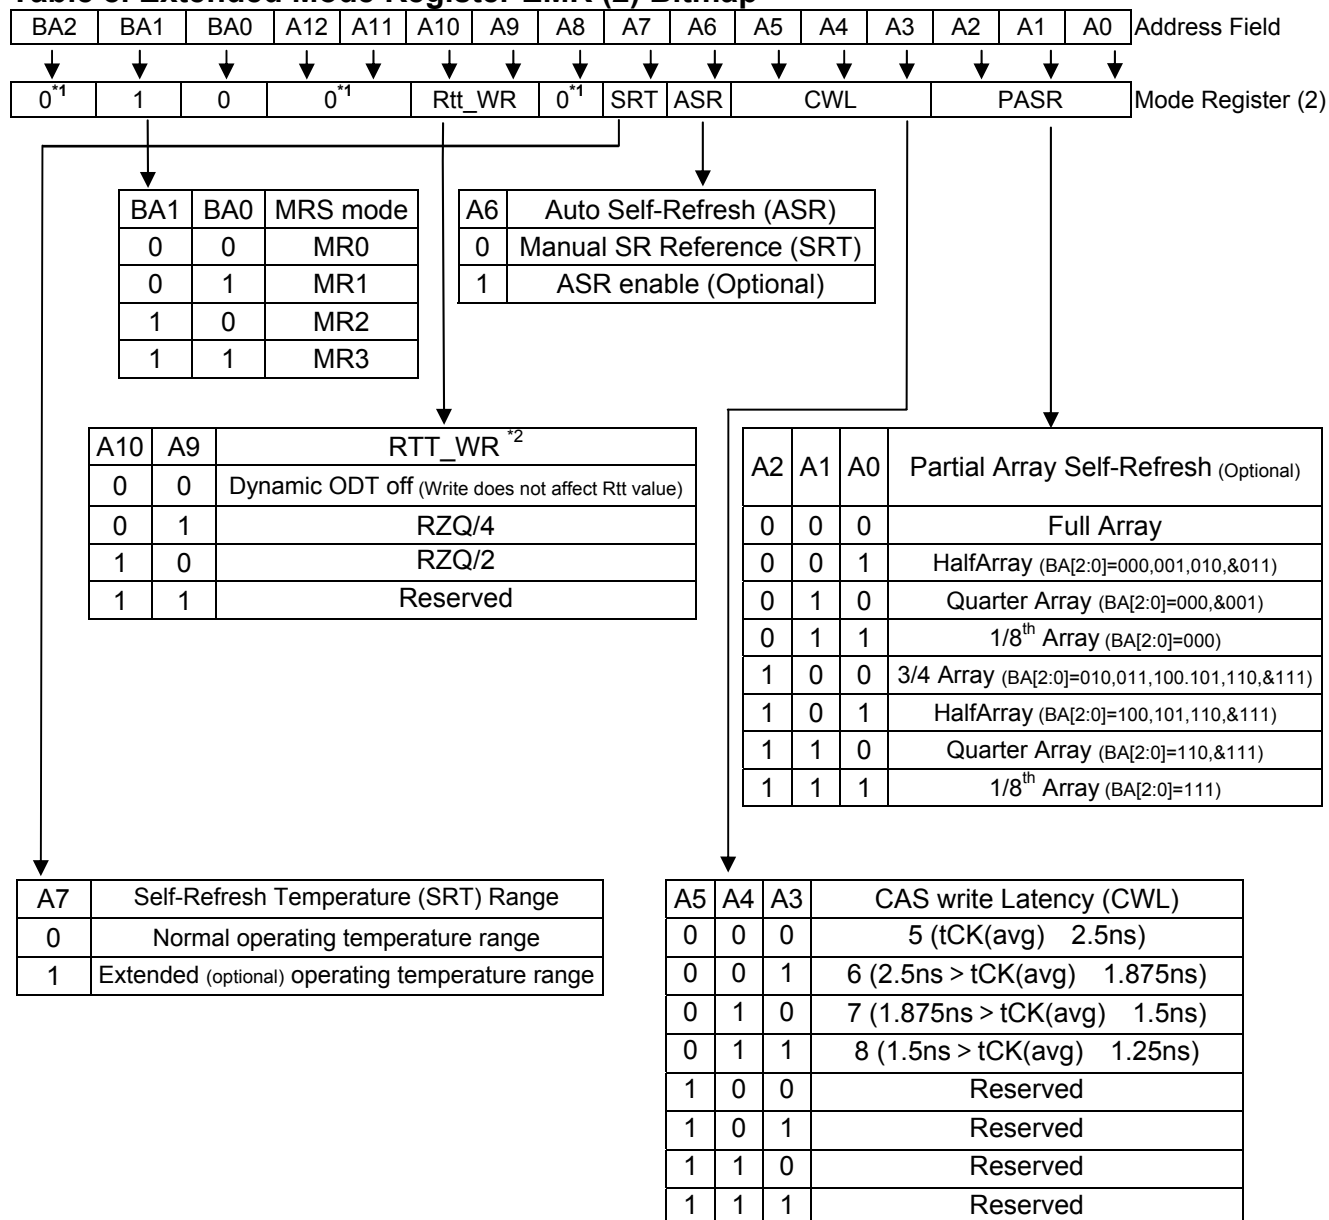 Table 8. Extended Mode Register EMR (2) Bitmap
BA2 BA1 BA0 A12 A11 A10 A9 A8 A7 A6 A5 A4 A3 A2 A1 A0 Address Field
0*1 1 0 0*1 Rtt_WR 0*1 SRT ASR CWL PASR Mode Register (2)
BA1 BA0 MRS mode
0 0 MR0
0 1 MR1
1 0 MR2
1 1 MR3
A6 Auto Self-Refresh (ASR)
0 Manual SR Reference (SRT)
1 ASR enable (Optional)
A10 A9 RTT_WR *2
0 0 Dynamic ODT off (Write does not affect Rtt value)
0 1 RZQ/4
1 0 RZQ/2
1 1 Reserved
A2 A1 A0 Partial Array Self-Refresh (Optional)
0 0 0 Full Array
0 0 1 HalfArray (BA[2:0]=000,001,010,&011)
0 1 0 Quarter Array (BA[2:0]=000,&001)
0 1 1 1/8th Array (BA[2:0]=000)
1 0 0 3/4 Array (BA[2:0]=010,011,100.101,110,&111)
1 0 1 HalfArray (BA[2:0]=100,101,110,&111)
1 1 0 Quarter Array (BA[2:0]=110,&111)
1 1 1 1/8th Array (BA[2:0]=111)
A7 Self-Refresh Temperature (SRT) Range
0 Normal operating temperature range
1 Extended (optional) operating temperature range
A5 A4 A3 CAS write Latency (CWL)
0 0 0 5 (tCK(avg) 2.5ns)
0 0 1 6 (2.5ns > tCK(avg) 1.875ns)
0 1 0 7 (1.875ns > tCK(avg) 1.5ns)
0 1 1 8 (1.5ns > tCK(avg) 1.25ns)
1 0 0 Reserved
1 0 1 Reserved
1 1 0 Reserved
1 1 1 Reserved